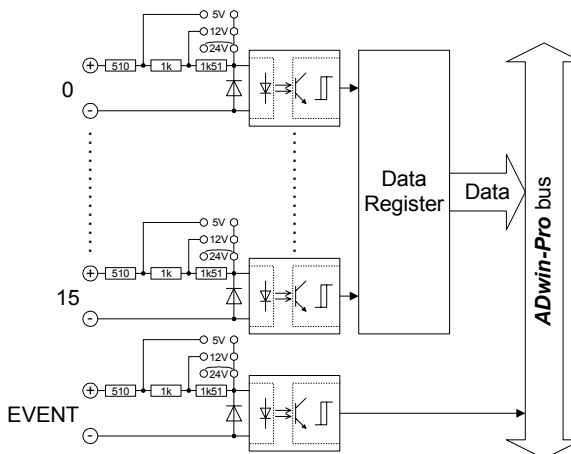 5V
12V
24V
510 1k 1k51
0
5V
12V
24V
510 1k 1k51
15
5V
12V
24V
510 1k 1k51
EVENT
Data
Register
Data
ADwin-Pro bus